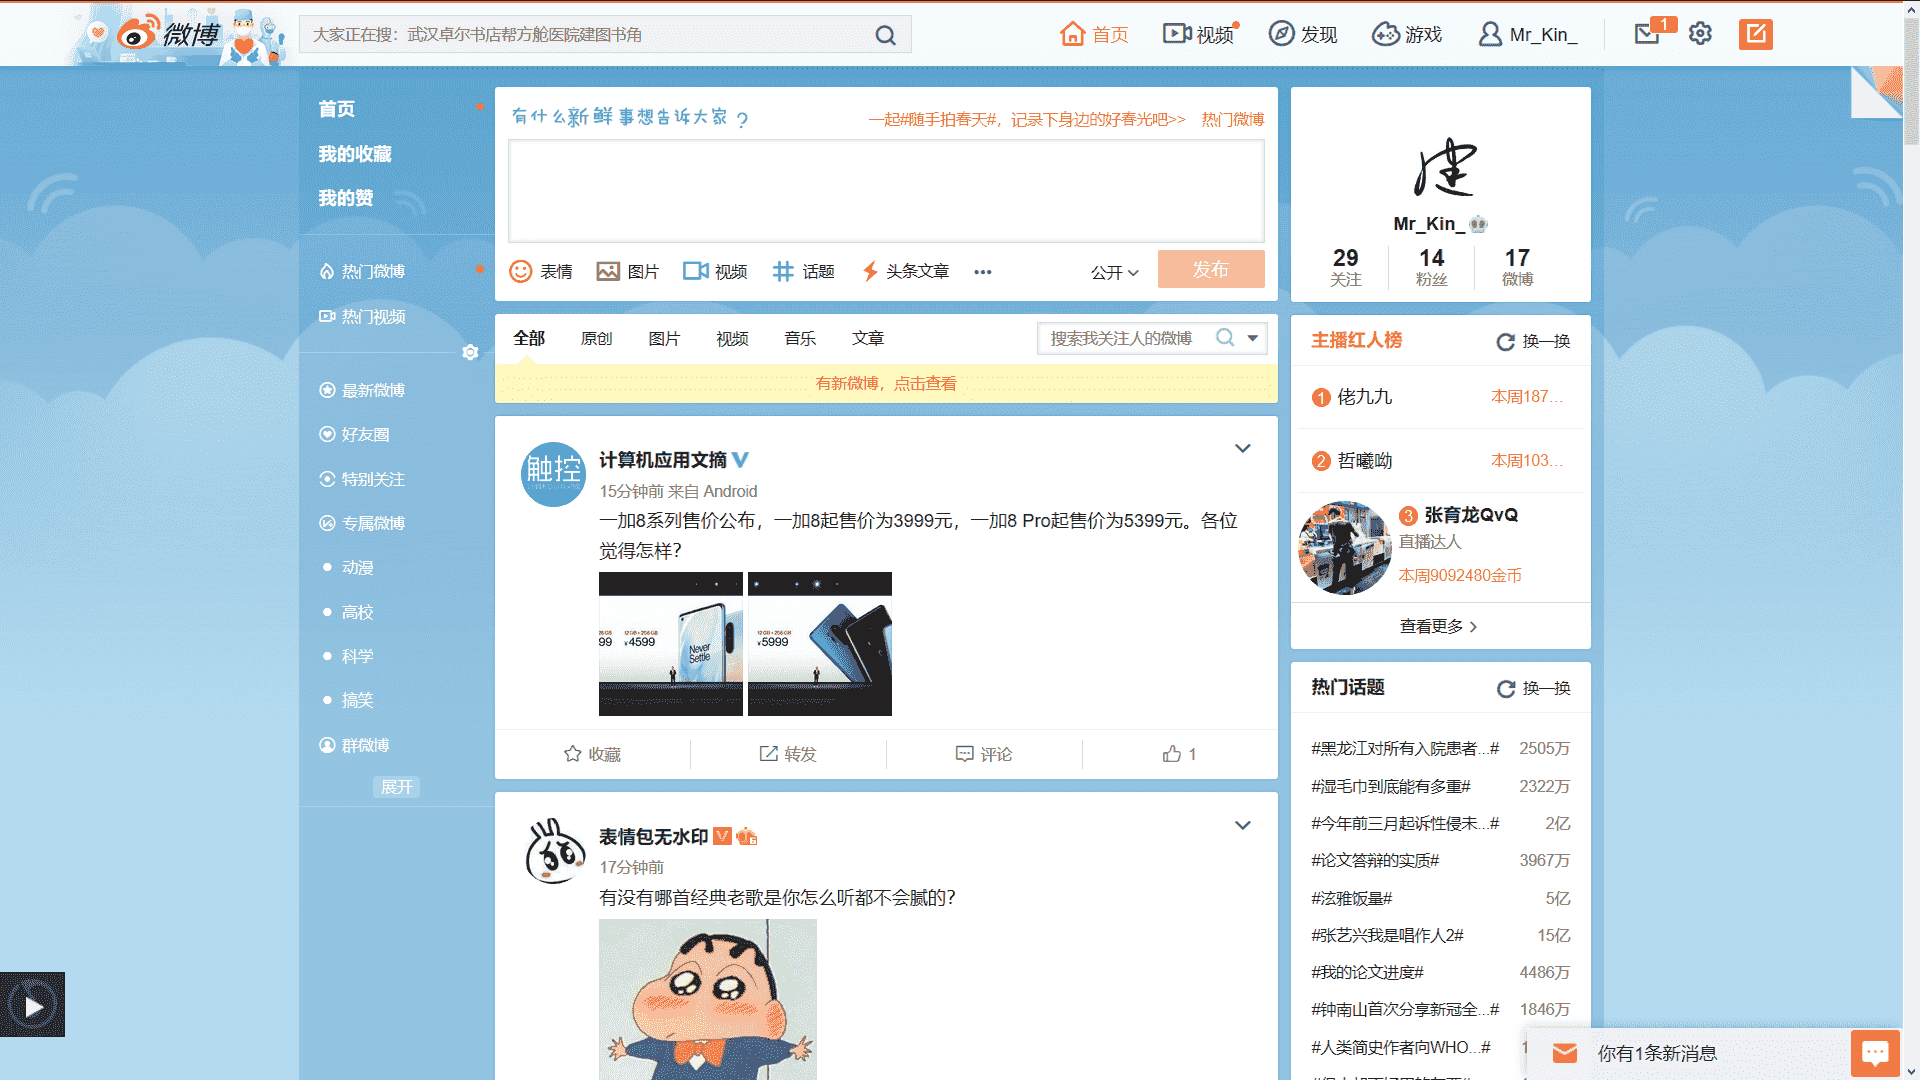 微博
大家正在搜：武汉卓尔书店帮方舱医院建图书角
首页
视频
发现
游戏
Mr_Kin_
1
首页
我的收藏
我的赞
热门微博
热门视频
最新微博
好友圈
特别关注
专属微博
动漫
高校
科学
搞笑
群微博
展开
有什么新鲜事想告诉大家？
一起#随手拍春天#，记录下身边的好春光吧>> 热门微博
表情 图片 视频 话题 头条文章 ••• 公开 发布
全部 原创 图片 视频 音乐 文章 搜索我关注人的微博
有新微博，点击查看
触控
计算机应用文摘
15分钟前 来自 Android
一加8系列售价公布，一加8起售价为3999元，一加8 Pro起售价为5399元。各位
觉得怎样？
12GB+256GB
99 ¥4599
Never
Settle
12GB+256GB
¥5999
收藏 转发 评论 1
表情包无水印
17分钟前
有没有哪首经典老歌是你怎么听都不会腻的？
建
Mr_Kin_
29 14 17
关注 粉丝 微博
主播红人榜 换一换
1 佬九九 本周187...
2 哲曦呦 本周103...
3 张育龙QvQ
直播达人
本周9092480金币
查看更多
热门话题 换一换
#黑龙江对所有入院患者...# 2505万
#湿毛巾到底能有多重# 2322万
#今年前三月起诉性侵未...# 2亿
#论文答辩的实质# 3967万
#泫雅饭量# 5亿
#张艺兴我是唱作人2# 15亿
#我的论文进度# 4486万
#钟南山首次分享新冠全...# 1846万
#人类简史作者向WHO...# 1
你有1条新消息